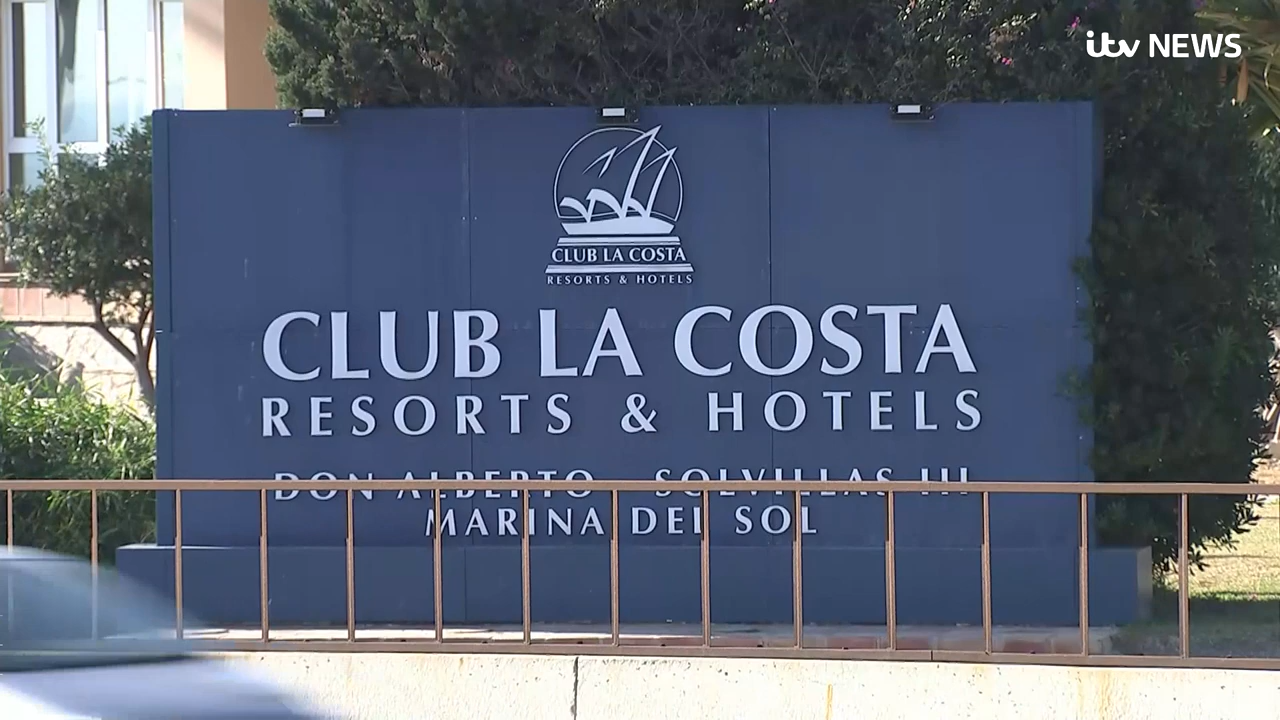 itv NEWS
CLUB LA COSTA
RESORTS & HOTELS
CLUB LA COSTA
RESORTS & HOTELS
DON ALBERTO SOLVILLAS III
MARINA DEL SOL